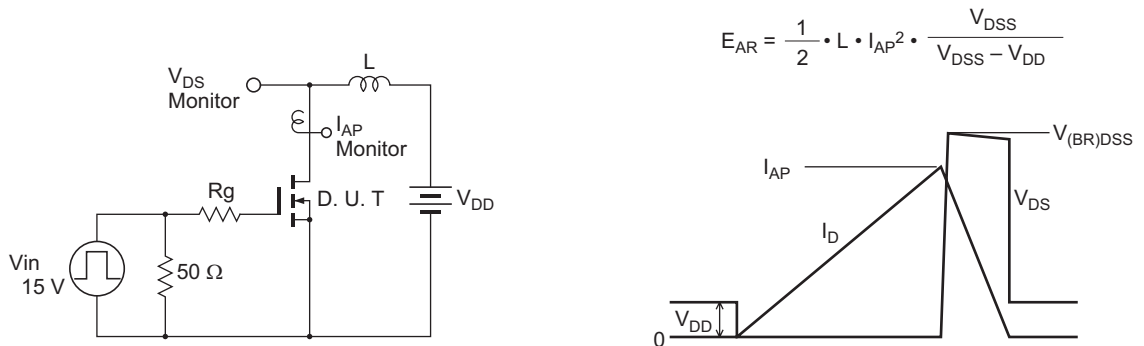 V_DS
Monitor
L
I_AP
Monitor
Rg
D. U. T
V_DD
Vin
15 V
50 Ω
E_AR = 1/2 • L • I_AP² • V_DSS / (V_DSS – V_DD)
V_(BR)DSS
I_AP
V_DS
I_D
V_DD
0